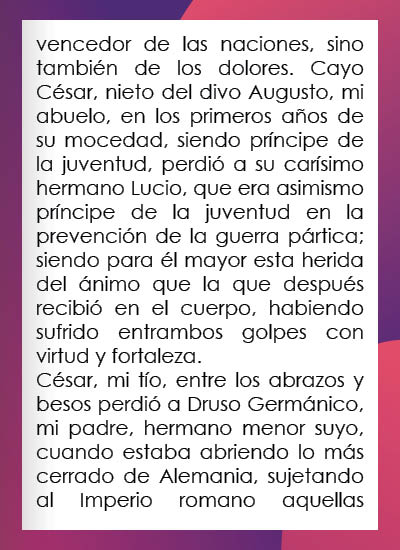 vencedor de las naciones, sino
también de los dolores. Cayo
César, nieto del divo Augusto, mi
abuelo, en los primeros años de
su mocedad, siendo príncipe de
la juventud, perdió a su carísimo
hermano Lucio, que era asimismo
príncipe de la juventud en la
prevención de la guerra pártica;
siendo para él mayor esta herida
del ánimo que la que después
recibió en el cuerpo, habiendo
sufrido entrambos golpes con
virtud y fortaleza.
César, mi tío, entre los abrazos y
besos perdió a Druso Germánico,
mi padre, hermano menor suyo,
cuando estaba abriendo lo más
cerrado de Alemania, sujetando
al Imperio romano aquellas